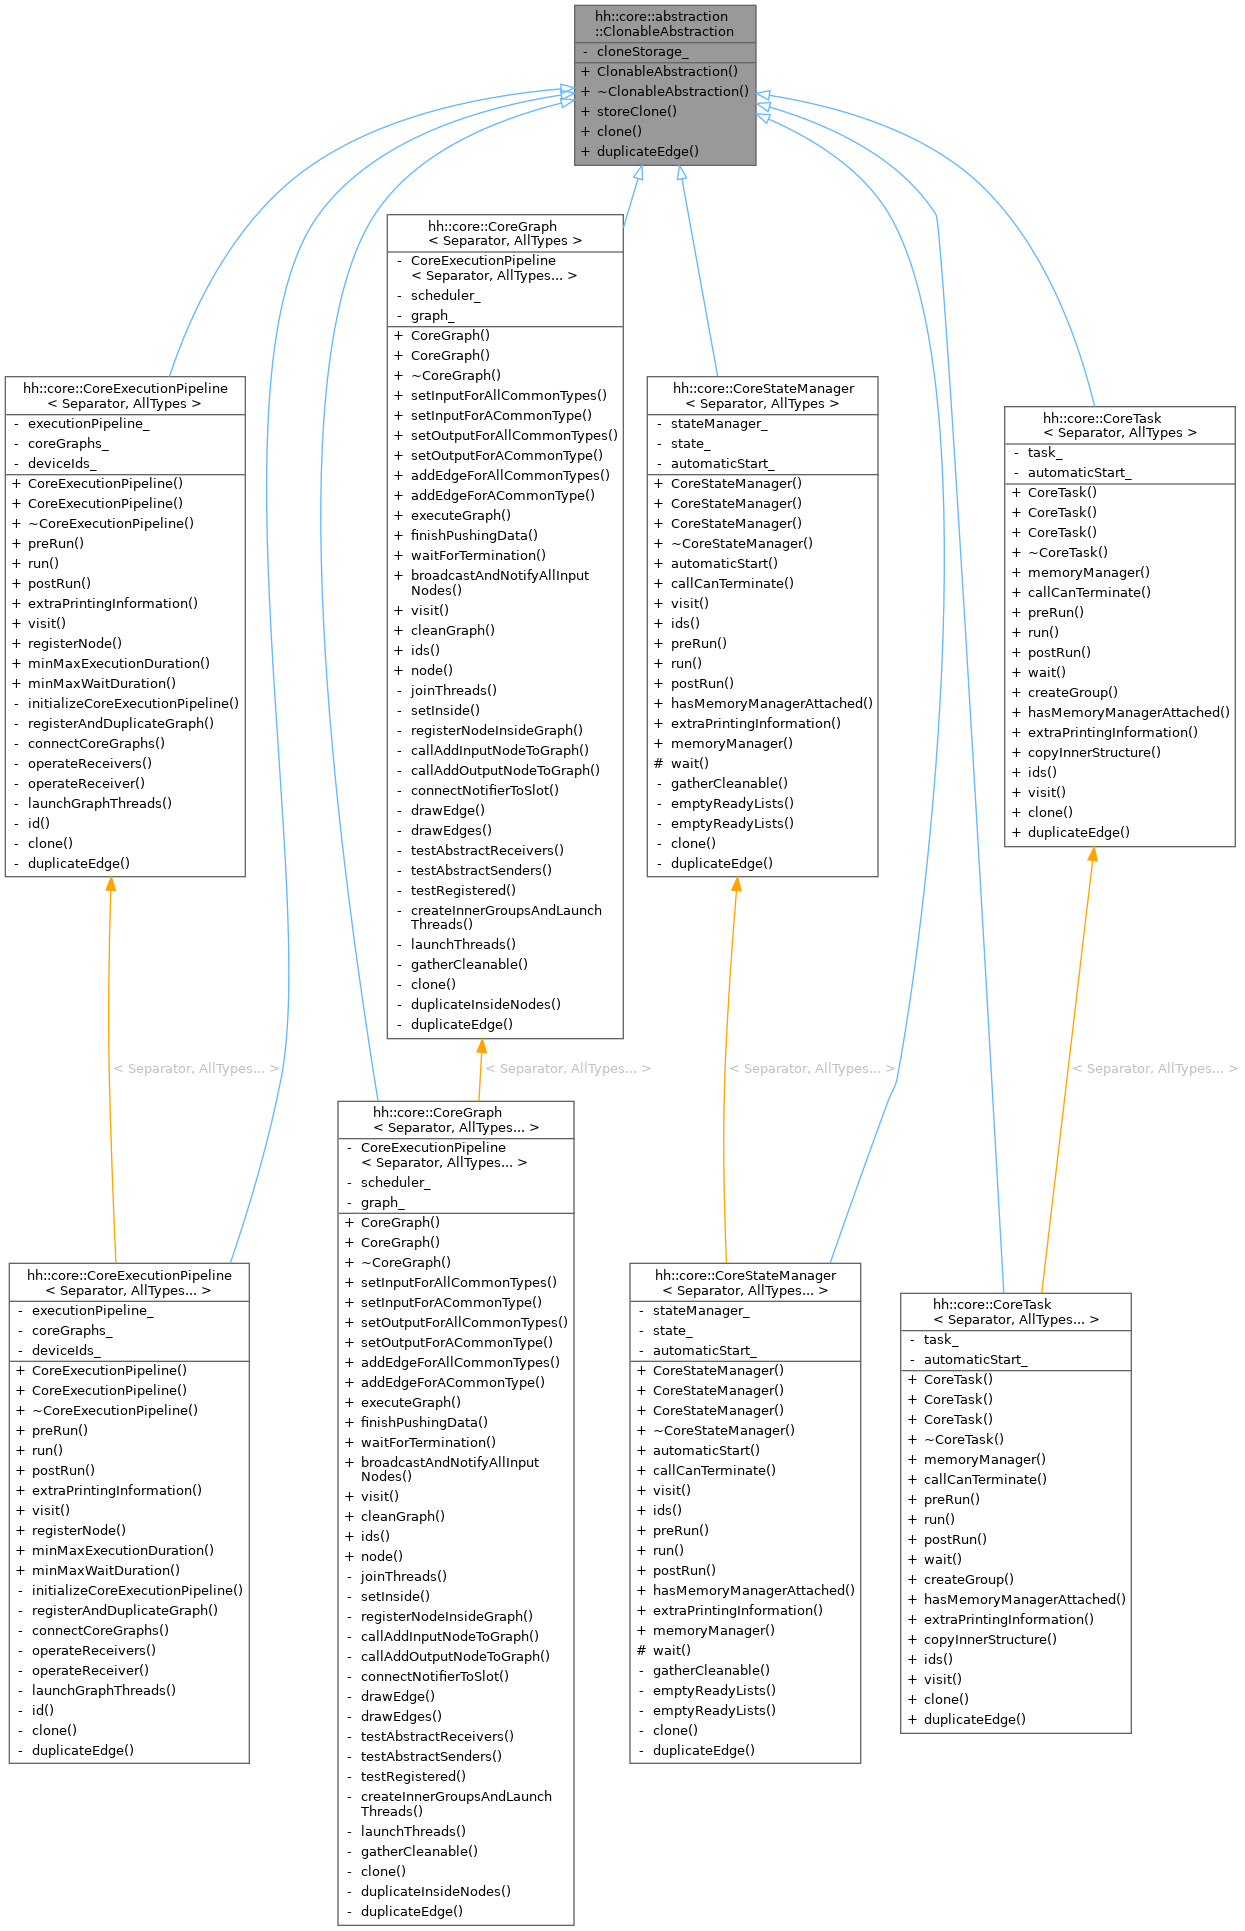 hh::core::abstraction
::ClonableAbstraction
- cloneStorage_
+ ClonableAbstraction()
+ ~ClonableAbstraction()
+ storeClone()
+ clone()
+ duplicateEdge()
hh::core::CoreExecutionPipeline
< Separator, AllTypes >
- executionPipeline_
- coreGraphs_
- deviceIds_
+ CoreExecutionPipeline()
+ CoreExecutionPipeline()
+ ~CoreExecutionPipeline()
+ preRun()
+ run()
+ postRun()
+ extraPrintingInformation()
+ visit()
+ registerNode()
+ minMaxExecutionDuration()
+ minMaxWaitDuration()
- initializeCoreExecutionPipeline()
- registerAndDuplicateGraph()
- connectCoreGraphs()
- operateReceivers()
- operateReceiver()
- launchGraphThreads()
- id()
- clone()
- duplicateEdge()
hh::core::CoreGraph
< Separator, AllTypes >
- CoreExecutionPipeline
< Separator, AllTypes... >
- scheduler_
- graph_
+ CoreGraph()
+ CoreGraph()
+ ~CoreGraph()
+ setInputForAllCommonTypes()
+ setInputForACommonType()
+ setOutputForAllCommonTypes()
+ setOutputForACommonType()
+ addEdgeForAllCommonTypes()
+ addEdgeForACommonType()
+ executeGraph()
+ finishPushingData()
+ waitForTermination()
+ broadcastAndNotifyAllInput
Nodes()
+ visit()
+ cleanGraph()
+ ids()
+ node()
- joinThreads()
- setInside()
- registerNodeInsideGraph()
- callAddInputNodeToGraph()
- callAddOutputNodeToGraph()
- connectNotifierToSlot()
- drawEdge()
- drawEdges()
- testAbstractReceivers()
- testAbstractSenders()
- testRegistered()
- createInnerGroupsAndLaunch
Threads()
- launchThreads()
- gatherCleanable()
- clone()
- duplicateInsideNodes()
- duplicateEdge()
hh::core::CoreStateManager
< Separator, AllTypes >
- stateManager_
- state_
- automaticStart_
+ CoreStateManager()
+ CoreStateManager()
+ CoreStateManager()
+ ~CoreStateManager()
+ automaticStart()
+ callCanTerminate()
+ visit()
+ ids()
+ preRun()
+ run()
+ postRun()
+ hasMemoryManagerAttached()
+ extraPrintingInformation()
+ memoryManager()
# wait()
- gatherCleanable()
- emptyReadyLists()
- emptyReadyLists()
- clone()
- duplicateEdge()
hh::core::CoreTask
< Separator, AllTypes >
- task_
- automaticStart_
+ CoreTask()
+ CoreTask()
+ CoreTask()
+ ~CoreTask()
+ memoryManager()
+ callCanTerminate()
+ preRun()
+ run()
+ postRun()
+ wait()
+ createGroup()
+ hasMemoryManagerAttached()
+ extraPrintingInformation()
+ copyInnerStructure()
+ ids()
+ visit()
+ clone()
+ duplicateEdge()
< Separator, AllTypes... >
< Separator, AllTypes... >
< Separator, AllTypes... >
< Separator, AllTypes... >
hh::core::CoreExecutionPipeline
< Separator, AllTypes... >
- executionPipeline_
- coreGraphs_
- deviceIds_
+ CoreExecutionPipeline()
+ CoreExecutionPipeline()
+ ~CoreExecutionPipeline()
+ preRun()
+ run()
+ postRun()
+ extraPrintingInformation()
+ visit()
+ registerNode()
+ minMaxExecutionDuration()
+ minMaxWaitDuration()
- initializeCoreExecutionPipeline()
- registerAndDuplicateGraph()
- connectCoreGraphs()
- operateReceivers()
- operateReceiver()
- launchGraphThreads()
- id()
- clone()
- duplicateEdge()
hh::core::CoreGraph
< Separator, AllTypes... >
- CoreExecutionPipeline
< Separator, AllTypes... >
- scheduler_
- graph_
+ CoreGraph()
+ CoreGraph()
+ ~CoreGraph()
+ setInputForAllCommonTypes()
+ setInputForACommonType()
+ setOutputForAllCommonTypes()
+ setOutputForACommonType()
+ addEdgeForAllCommonTypes()
+ addEdgeForACommonType()
+ executeGraph()
+ finishPushingData()
+ waitForTermination()
+ broadcastAndNotifyAllInput
Nodes()
+ visit()
+ cleanGraph()
+ ids()
+ node()
- joinThreads()
- setInside()
- registerNodeInsideGraph()
- callAddInputNodeToGraph()
- callAddOutputNodeToGraph()
- connectNotifierToSlot()
- drawEdge()
- drawEdges()
- testAbstractReceivers()
- testAbstractSenders()
- testRegistered()
- createInnerGroupsAndLaunch
Threads()
- launchThreads()
- gatherCleanable()
- clone()
- duplicateInsideNodes()
- duplicateEdge()
hh::core::CoreStateManager
< Separator, AllTypes... >
- stateManager_
- state_
- automaticStart_
+ CoreStateManager()
+ CoreStateManager()
+ CoreStateManager()
+ ~CoreStateManager()
+ automaticStart()
+ callCanTerminate()
+ visit()
+ ids()
+ preRun()
+ run()
+ postRun()
+ hasMemoryManagerAttached()
+ extraPrintingInformation()
+ memoryManager()
# wait()
- gatherCleanable()
- emptyReadyLists()
- emptyReadyLists()
- clone()
- duplicateEdge()
hh::core::CoreTask
< Separator, AllTypes... >
- task_
- automaticStart_
+ CoreTask()
+ CoreTask()
+ CoreTask()
+ ~CoreTask()
+ memoryManager()
+ callCanTerminate()
+ preRun()
+ run()
+ postRun()
+ wait()
+ createGroup()
+ hasMemoryManagerAttached()
+ extraPrintingInformation()
+ copyInnerStructure()
+ ids()
+ visit()
+ clone()
+ duplicateEdge()